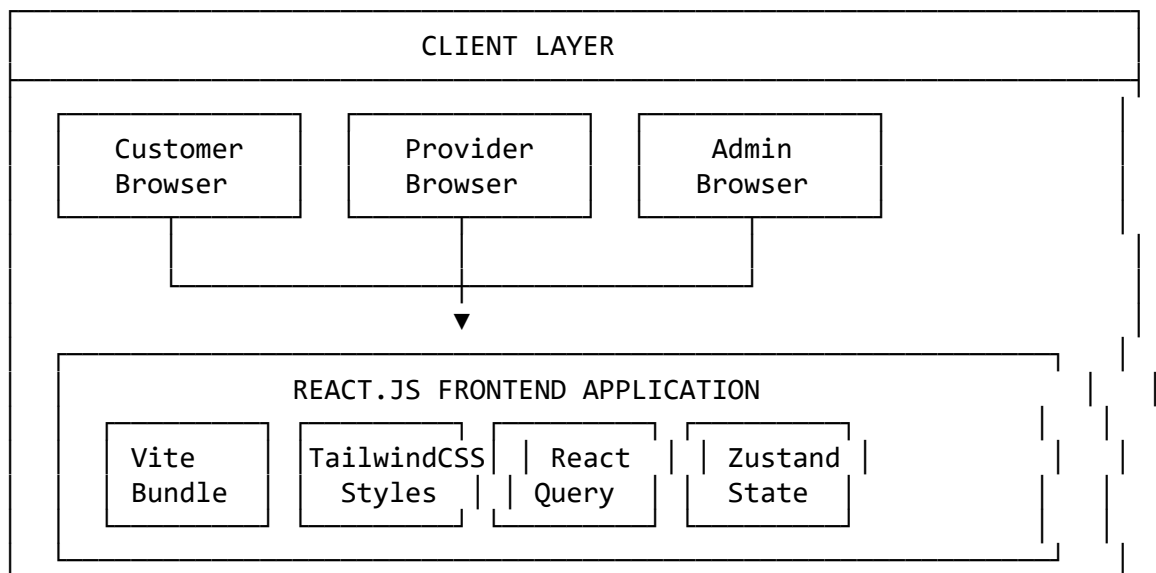 CLIENT LAYER
Customer Provider Admin
Browser Browser Browser
REACT.JS FRONTEND APPLICATION
Vite TailwindCSS React Zustand
Bundle Styles Query State